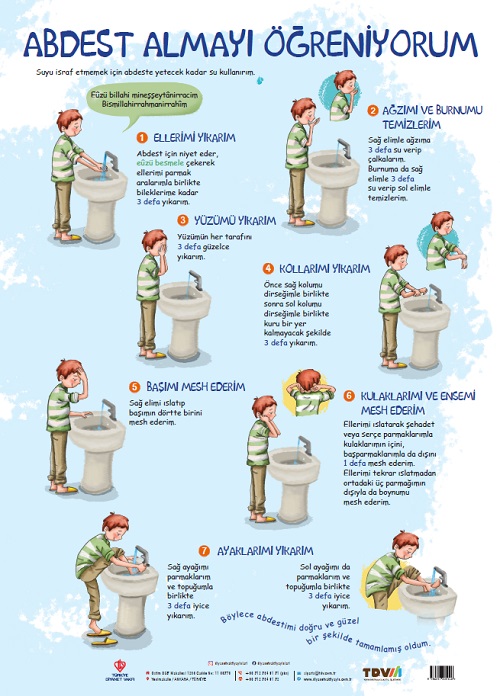 ABDEST ALMAYI ÖĞRENİYORUM
Suyu israf etmemek için abdeste yetecek kadar su kullanırım.
Eûzü billahi mineşşeytânirracim
Bismillahirrahmanirrahîm
1 ELLERİMİ YIKARIM
Abdest için niyet eder,
eûzü besmele çekerek
ellerimi parmak
aralarımla birlikte
bileklerime kadar
3 defa yıkarım.
2 AĞZIMI VE BURNUMU
TEMİZLERİM
Sağ elimle ağzıma
3 defa su verip
çalkalarım.
Burnuma da sağ
elimle 3 defa
su verip sol elimle
temizlerim.
3 YÜZÜMÜ YIKARIM
Yüzümün her tarafını
3 defa güzelce
yıkarım.
4 KOLLARIMI YIKARIM
Önce sağ kolumu
dirseğimle birlikte
sonra sol kolumu
dirseğimle birlikte
kuru bir yer
kalmayacak şekilde
3 defa yıkarım.
5 BAŞIMI MESH EDERİM
Sağ elimi ıslatıp
başımın dörtte birini
mesh ederim.
6 KULAKLARIMI VE ENSEMİ
MESH EDERİM
Ellerimi ıslatarak şehadet
veya serçe parmaklarımla
kulaklarımın içini,
başparmaklarımla da dışını
1 defa mesh ederim.
Ellerimi tekrar ıslatmadan
ortadaki üç parmağımın
dışıyla da boynumu
mesh ederim.
7 AYAKLARIMI YIKARIM
Sağ ayağımı
parmaklarım
ve topuğumla
birlikte
3 defa iyice
yıkarım.
Sol ayağımı da
parmaklarım ve
topuğumla birlikte
3 defa iyice
yıkarım.
Böylece abdestimi doğru ve güzel
bir şekilde tamamlamış oldum.
TÜRKİYE
DİYANET VAKFI
TDV